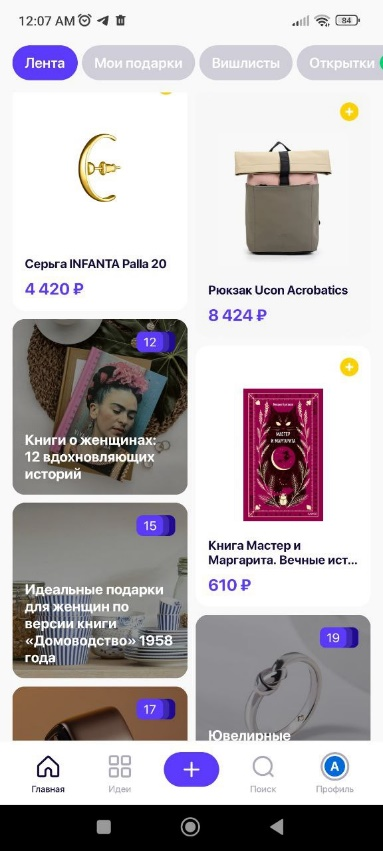 12:07 AM
84
Лента
Мои подарки
Вишлисты
Открытки
Серьга INFANTA Palla 20
4 420 ₽
Рюкзак Ucon Acrobatics
8 424 ₽
12
Книги о женщинах:
12 вдохновляющих
историй
МАСТЕР
И
МАРГАРИТА
Книга Мастер и
Маргарита. Вечные ист...
610 ₽
15
Идеальные подарки
для женщин по
версии книги
«Домоводство» 1958
года
19
Ювелирные
17
Главная
Идеи
Поиск
A
Профиль